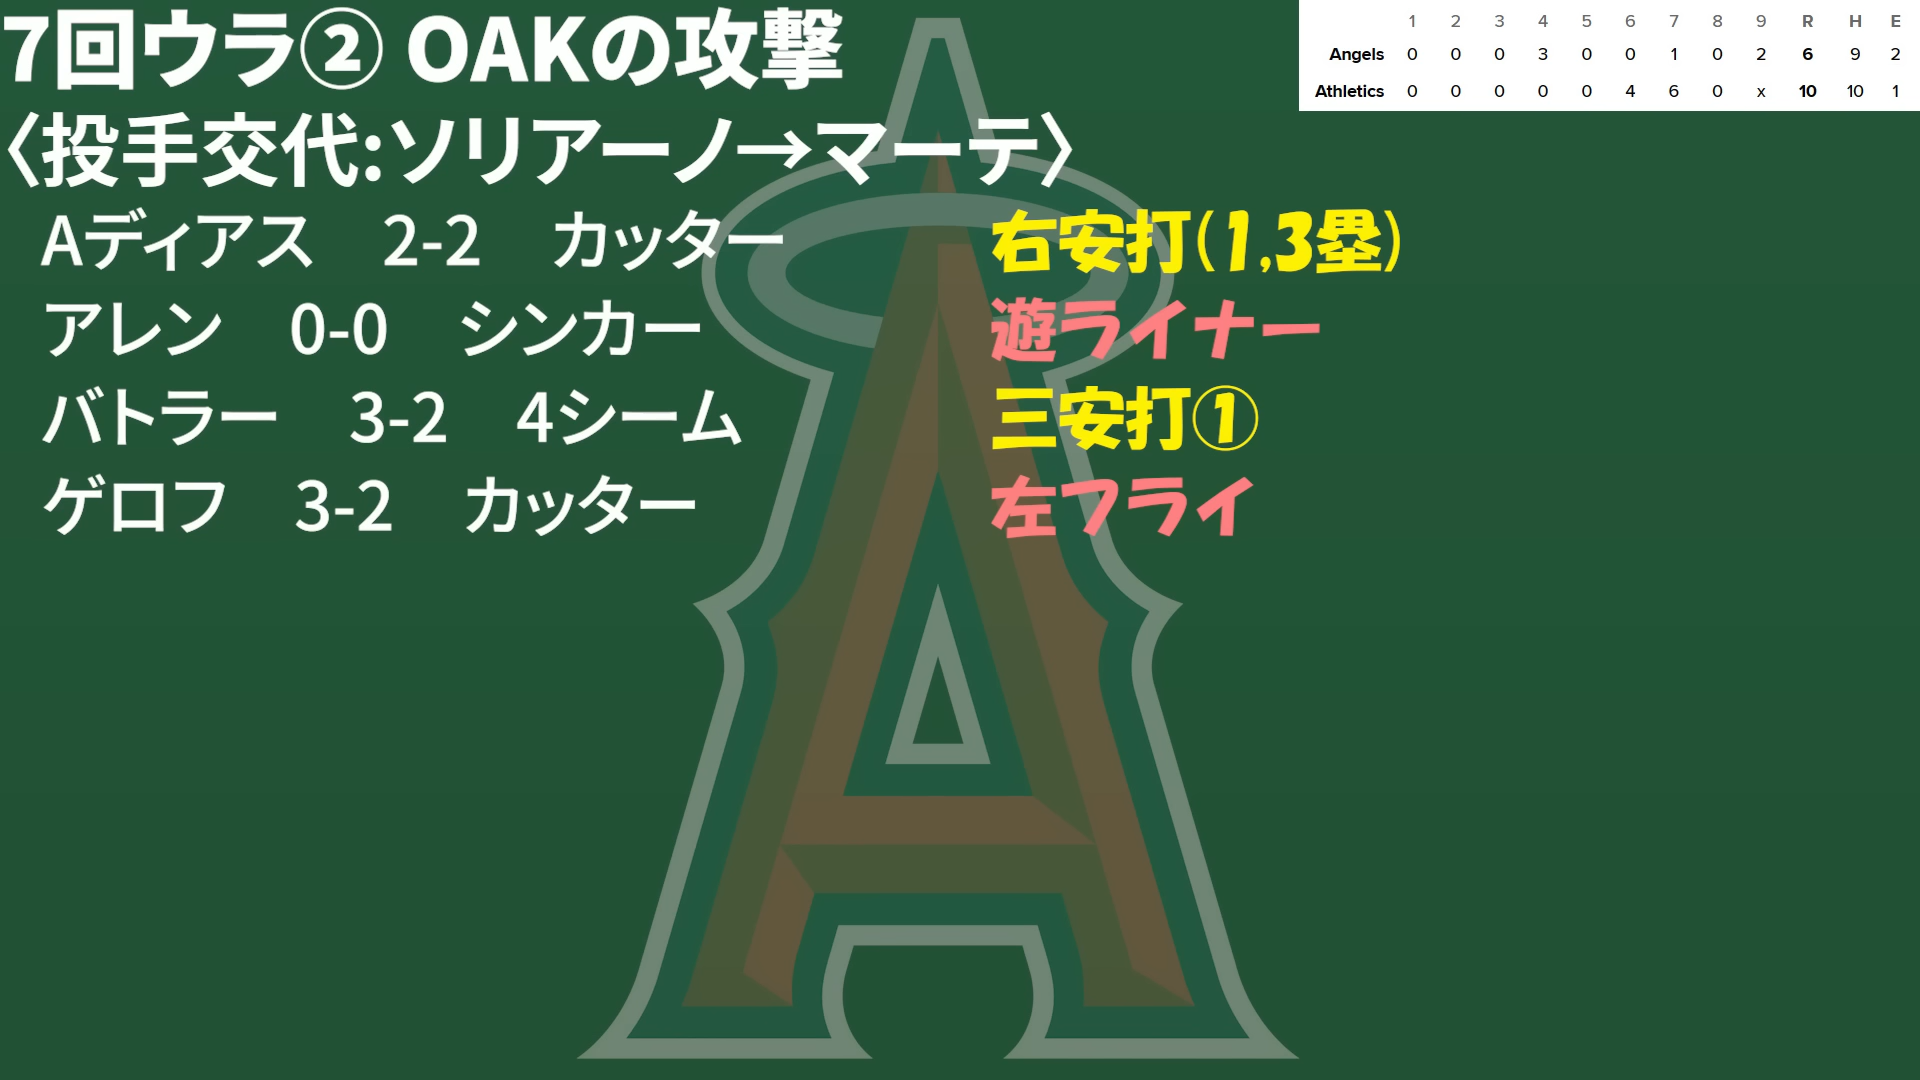 7回ウラ② OAKの攻撃
1 2 3 4 5 6 7 8 9 R H E
Angels 0 0 0 3 0 0 1 0 2 6 9 2
Athletics 0 0 0 0 0 4 6 0 x 10 10 1
〈投手交代:ソリアーノ→マーテ〉
Aディアス 2-2 カッター 右安打(1,3塁)
アレン 0-0 シンカー 遊ライナー
バトラー 3-2 4シーム 三安打①
ゲロフ 3-2 カッター 左フライ